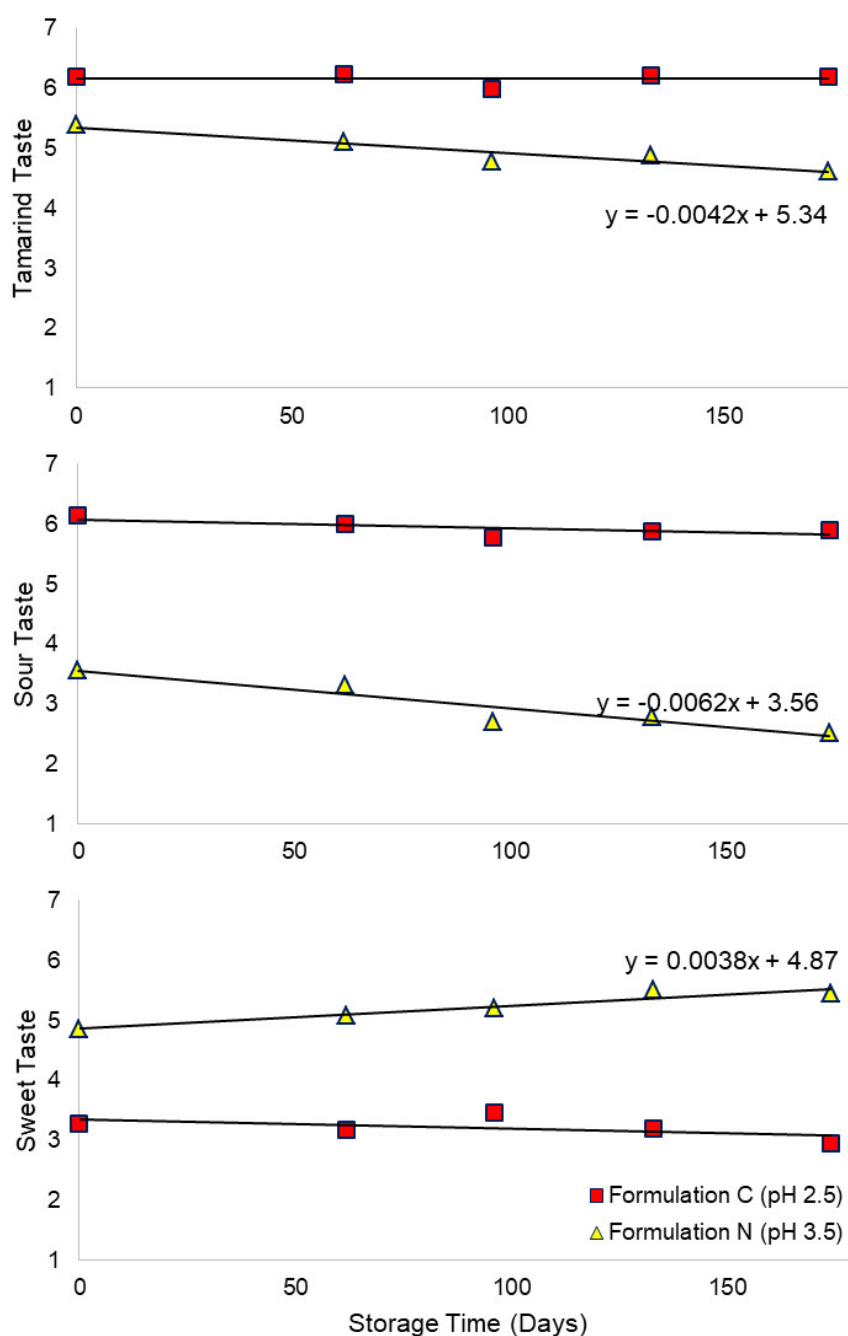 7
6
5
4
3
2
1
Tamarind Taste
y = -0.0042x + 5.34
0 50 100 150
7
6
5
4
3
2
1
Sour Taste
y = -0.0062x + 3.56
0 50 100 150
7
6
5
4
3
2
1
Sweet Taste
y = 0.0038x + 4.87
Formulation C (pH 2.5)
Formulation N (pH 3.5)
0 50 100 150
Storage Time (Days)